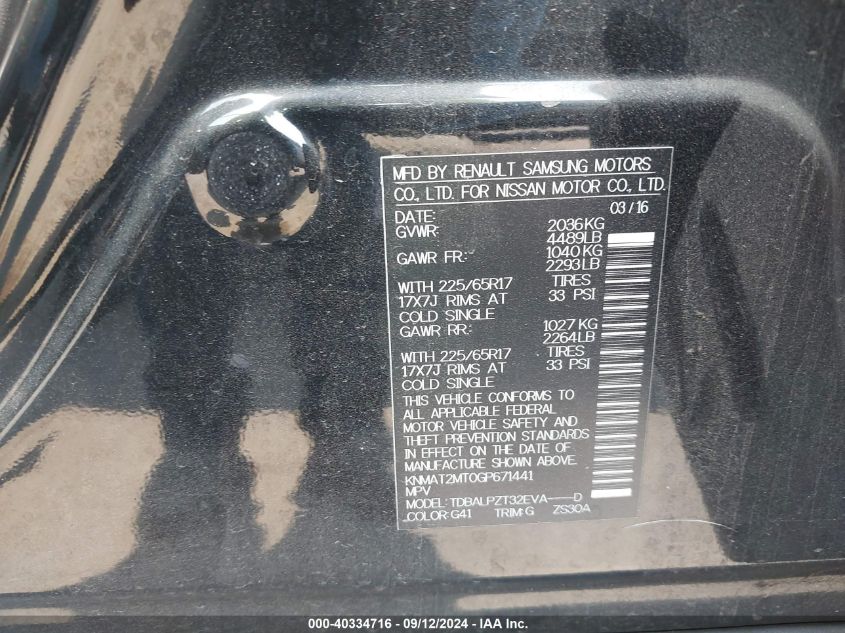 MFD BY RENAULT SAMSUNG MOTORS
CO., LTD. FOR NISSAN MOTOR CO., LTD.
DATE: 03/16
GVWR: 2036KG
4489LB
GAWR FR: 1040KG
2293LB
WITH 225/65R17 TIRES
17X7J RIMS AT 33 PSI
COLD SINGLE
GAWR RR: 1027KG
2264LB
WITH 225/65R17 TIRES
17X7J RIMS AT 33 PSI
COLD SINGLE
THIS VEHICLE CONFORMS TO
ALL APPLICABLE FEDERAL
MOTOR VEHICLE SAFETY AND
THEFT PREVENTION STANDARDS
IN EFFECT ON THE DATE OF
MANUFACTURE SHOWN ABOVE.
KNMAT2MT0GP671441
MPV
MODEL: TDBALPZT32EVA----D
COLOR: G41 TRIM: G ZS30A
000-40334716 - 09/12/2024 - IAA Inc.